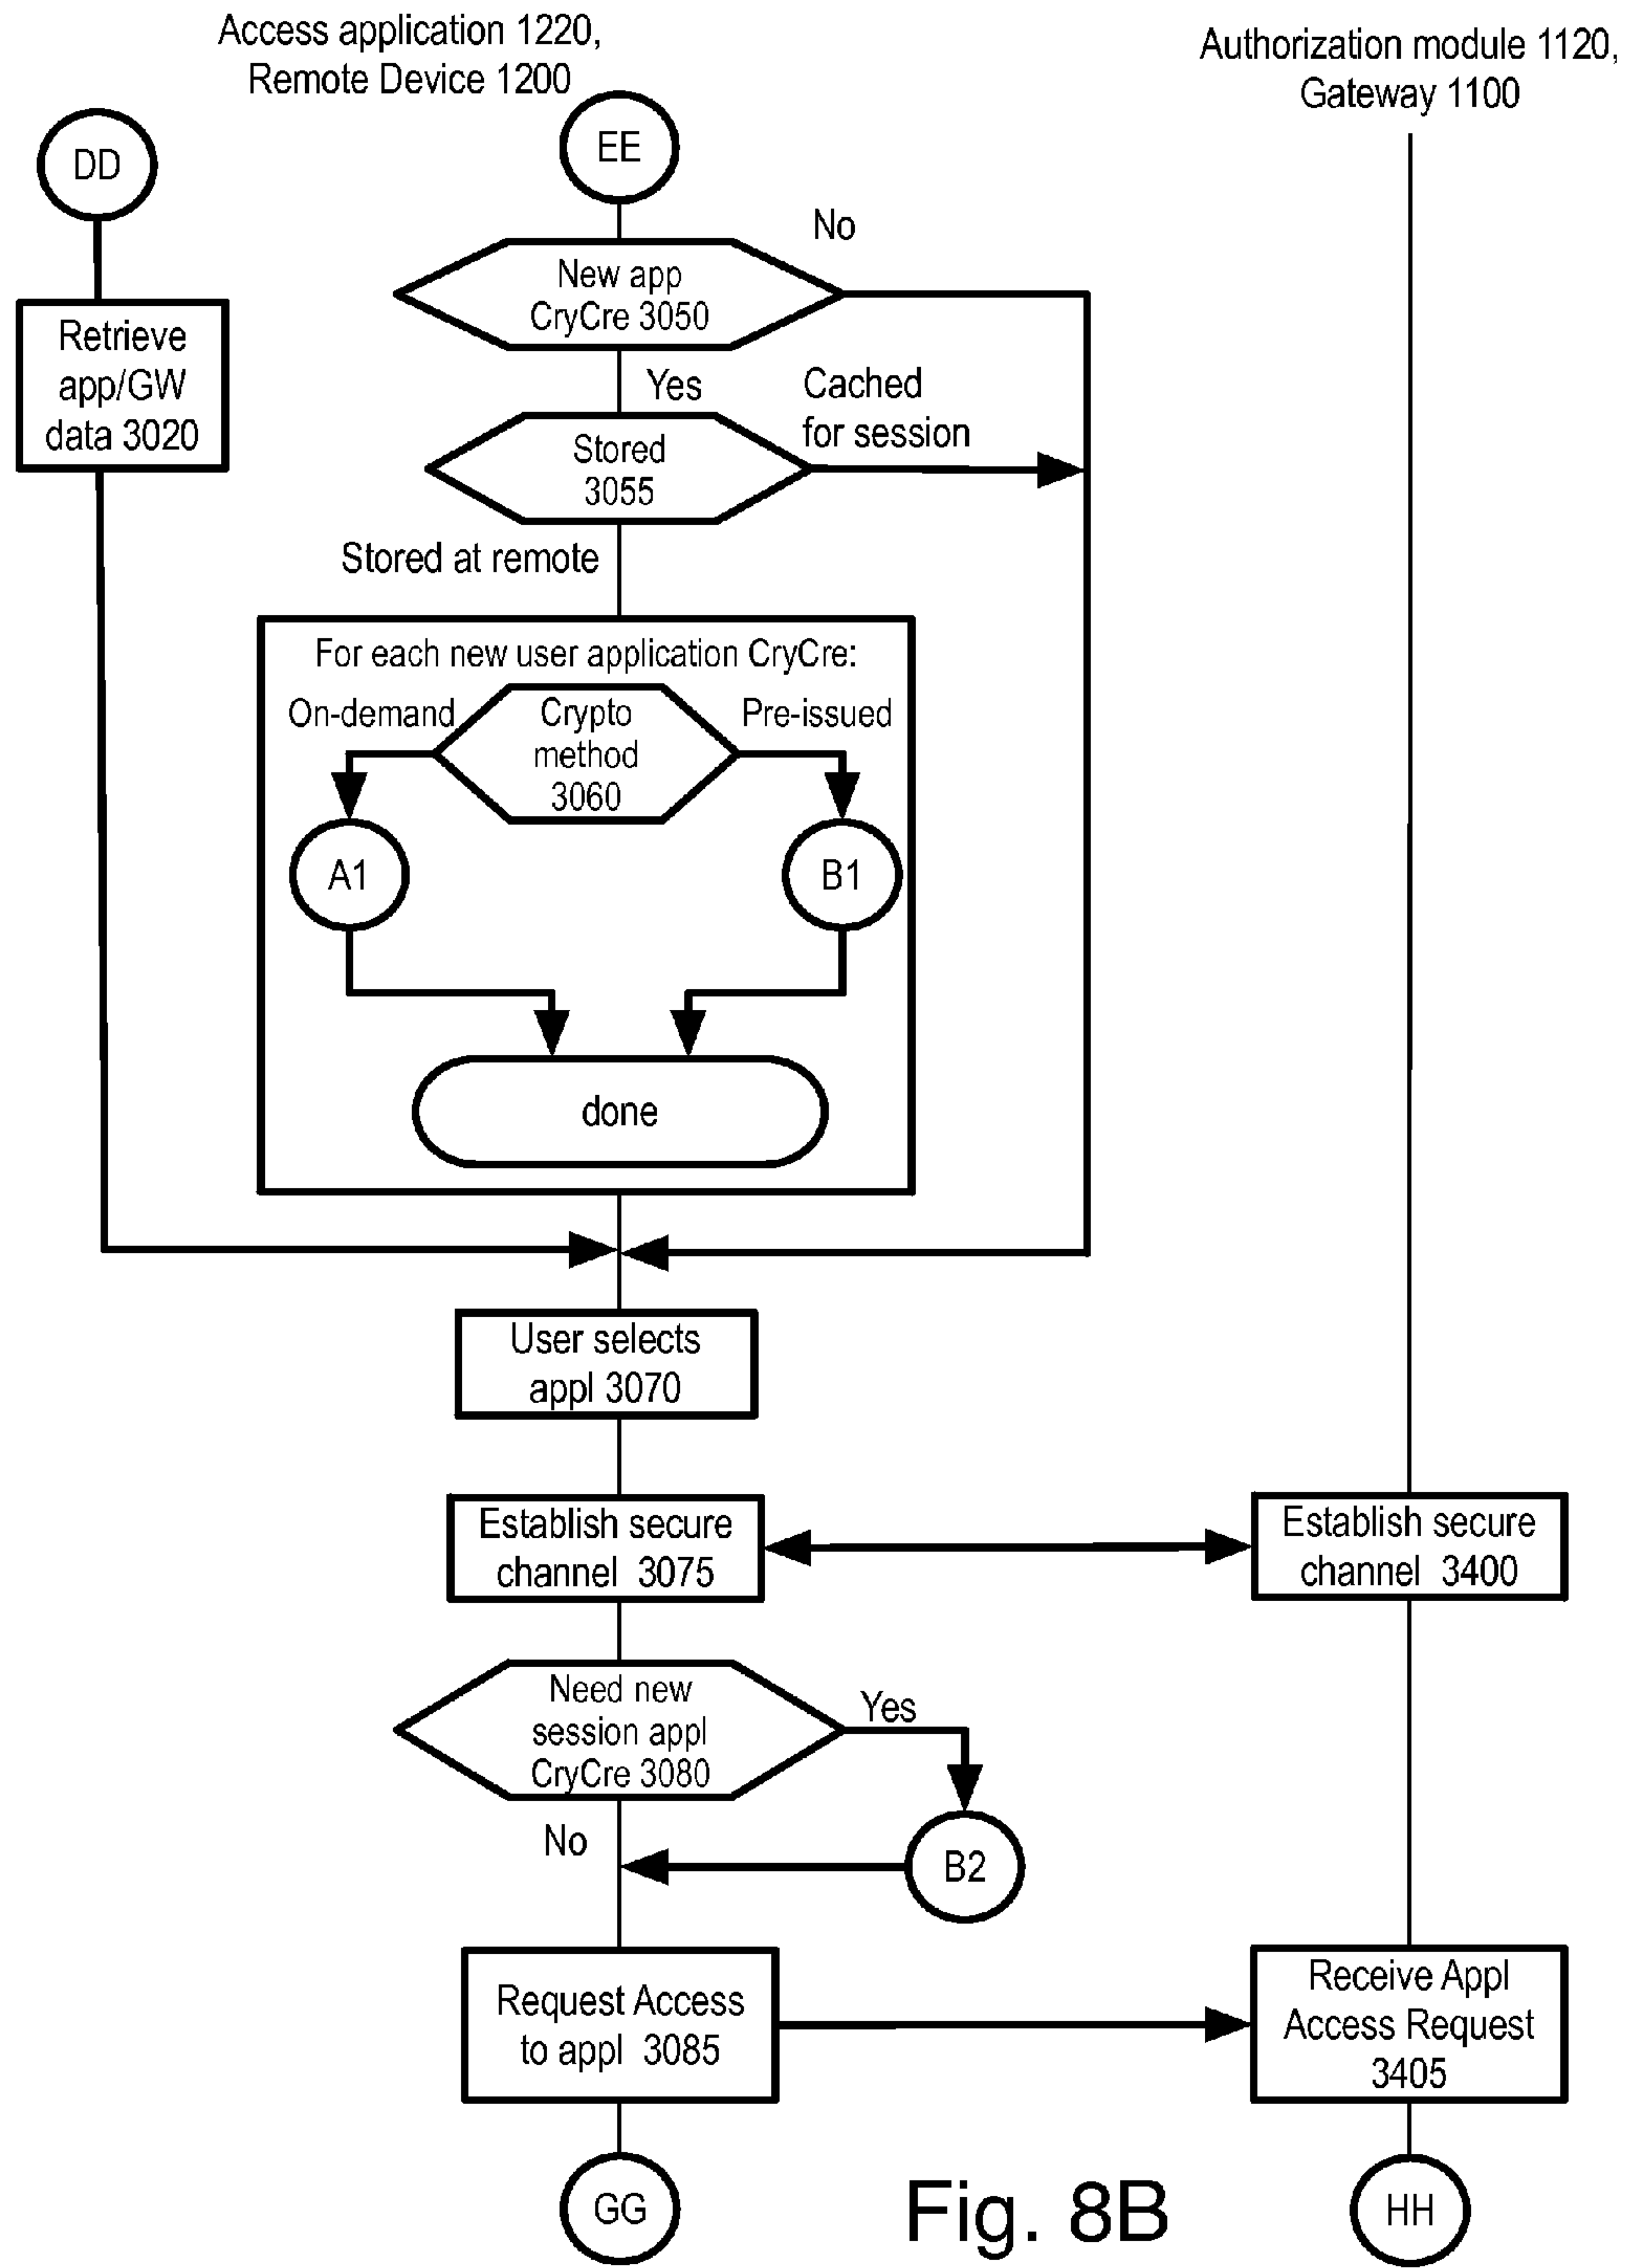 Access application 1220,
Remote Device 1200
Authorization module 1120,
Gateway 1100
DD
EE
No
New app
CryCre 3050
Retrieve
app/GW
data 3020
Yes
Cached
for session
Stored
3055
Stored at remote
For each new user application CryCre:
On-demand
Crypto
method
3060
Pre-issued
A1
B1
done
User selects
appl 3070
Establish secure
channel 3075
Establish secure
channel 3400
Need new
session appl
CryCre 3080
Yes
No
B2
Request Access
to appl 3085
Receive Appl
Access Request
3405
GG
Fig. 8B
HH